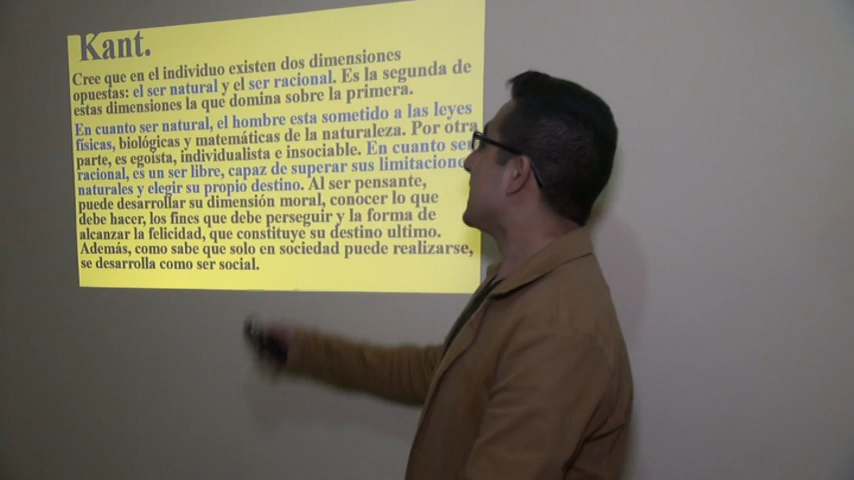 Kant.
Cree que en el individuo existen dos dimensiones
opuestas: el ser natural y el ser racional. Es la segunda de
estas dimensiones la que domina sobre la primera.
En cuanto ser natural, el hombre esta sometido a las leyes
físicas, biológicas y matemáticas de la naturaleza. Por otra
parte, es egoísta, individualista e insociable. En cuanto ser
racional, es un ser libre, capaz de superar sus limitaciones
naturales y elegir su propio destino. Al ser pensante,
puede desarrollar su dimensión moral, conocer lo que
debe hacer, los fines que debe perseguir y la forma de
alcanzar la felicidad, que constituye su destino ultimo.
Además, como sabe que solo en sociedad puede realizarse,
se desarrolla como ser social.